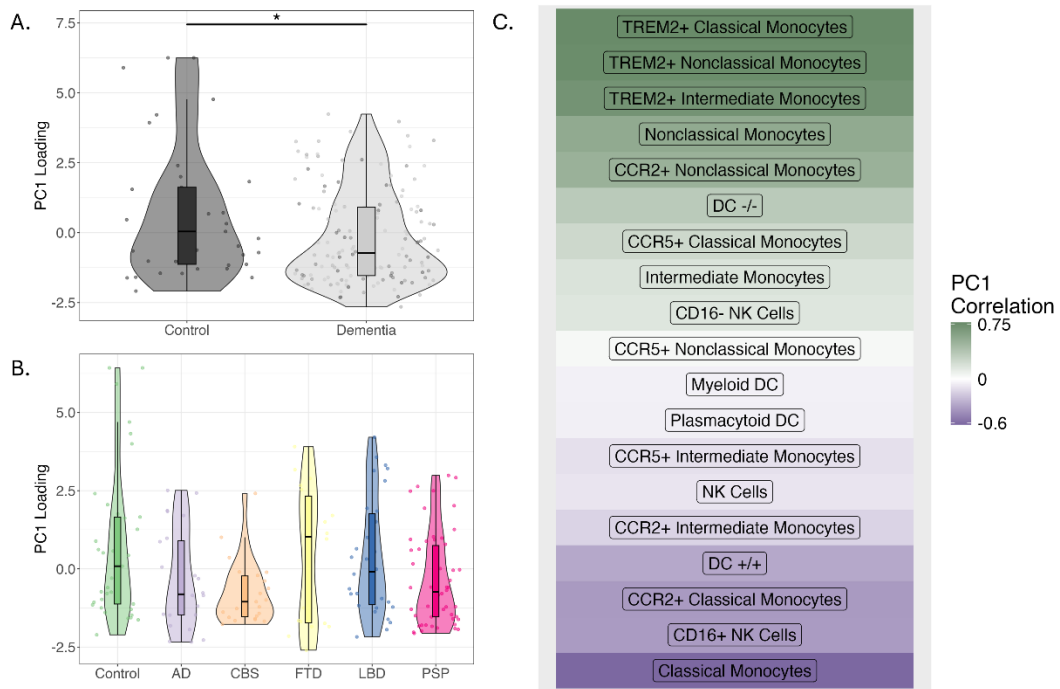 A.
7.5
5.0
2.5
0.0
-2.5
PC1 Loading
*
Control Dementia
B.
5.0
2.5
0.0
-2.5
PC1 Loading
Control AD CBS FTD LBD PSP
C.
TREM2+ Classical Monocytes
TREM2+ Nonclassical Monocytes
TREM2+ Intermediate Monocytes
Nonclassical Monocytes
CCR2+ Nonclassical Monocytes
DC -/-
CCR5+ Classical Monocytes
Intermediate Monocytes
CD16- NK Cells
CCR5+ Nonclassical Monocytes
Myeloid DC
Plasmacytoid DC
CCR5+ Intermediate Monocytes
NK Cells
CCR2+ Intermediate Monocytes
DC +/+
CCR2+ Classical Monocytes
CD16+ NK Cells
Classical Monocytes
PC1
Correlation
0.75
0
-0.6